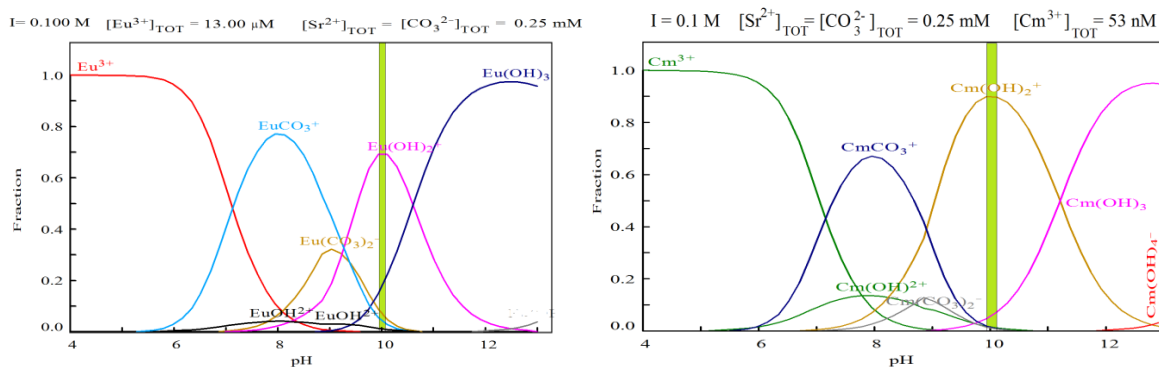 I= 0.100 M [Eu³⁺]TOT = 13.00 µM [Sr²⁺]TOT = [CO₃²⁻]TOT = 0.25 mM
Eu³⁺
Eu(OH)₃
EuCO₃⁺
Eu(OH)₂⁺
Eu(CO₃)₂⁻
EuOH²⁺
EuOH²⁺
Fraction
1.0
0.8
0.6
0.4
0.2
0.0
4 6 8 10 12
pH
I = 0.1 M [Sr²⁺]TOT = [CO₃²⁻]TOT = 0.25 mM [Cm³⁺]TOT = 53 nM
Cm³⁺
Cm(OH)₂⁺
CmCO₃⁺
Cm(OH)₃
Cm(OH)²⁺
Cm(CO₃)₂⁻
Cm(OH)₄⁻
Fraction
1.0
0.8
0.6
0.4
0.2
0.0
4 6 8 10 12
pH